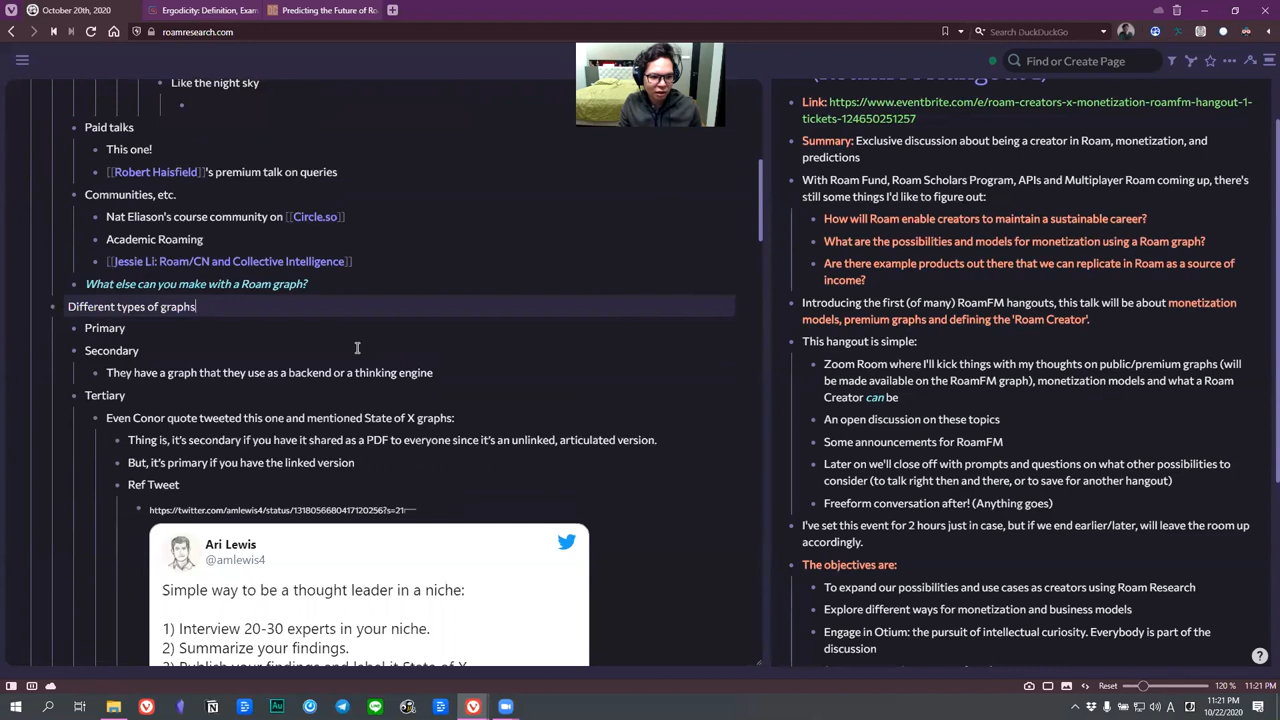 October 20th, 2020
Ergodicity Definition, Exam
Predicting the Future of Ro
roamresearch.com
Search DuckDuckGo
Find or Create Page
Like the night sky
Paid talks
This one!
[[Robert Haisfield]]'s premium talk on queries
Communities, etc.
Nat Eliason's course community on [[Circle.so]]
Academic Roaming
[[Jessie Li: Roam/CN and Collective Intelligence]]
What else can you make with a Roam graph?
Different types of graphs
Primary
Secondary
They have a graph that they use as a backend or a thinking engine
Tertiary
Even Conor quote tweeted this one and mentioned State of X graphs:
Thing is, it's secondary if you have it shared as a PDF to everyone since it's an unlinked, articulated version.
But, it's primary if you have the linked version
Ref Tweet
https://twitter.com/amlewis4/status/1318056680417120256?s=21
Ari Lewis
@amlewis4
Simple way to be a thought leader in a niche:
1) Interview 20-30 experts in your niche.
2) Summarize your findings.
3) Publish your findings and label it State of X
Link: https://www.eventbrite.com/e/roam-creators-x-monetization-roamfm-hangout-1-
tickets-124650251257
Summary: Exclusive discussion about being a creator in Roam, monetization, and
predictions
With Roam Fund, Roam Scholars Program, APIs and Multiplayer Roam coming up, there's
still some things I'd like to figure out:
How will Roam enable creators to maintain a sustainable career?
What are the possibilities and models for monetization using a Roam graph?
Are there example products out there that we can replicate in Roam as a source of
income?
Introducing the first (of many) RoamFM hangouts, this talk will be about monetization
models, premium graphs and defining the 'Roam Creator'.
This hangout is simple:
Zoom Room where I'll kick things with my thoughts on public/premium graphs (will
be made available on the RoamFM graph), monetization models and what a Roam
Creator can be
An open discussion on these topics
Some announcements for RoamFM
Later on we'll close off with prompts and questions on what other possibilities to
consider (to talk right then and there, or to save for another hangout)
Freeform conversation after! (Anything goes)
I've set this event for 2 hours just in case, but if we end earlier/later, will leave the room up
accordingly.
The objectives are:
To expand our possibilities and use cases as creators using Roam Research
Explore different ways for monetization and business models
Engage in Otium: the pursuit of intellectual curiosity. Everybody is part of the
discussion
Reset
120 %
11:21 PM
11:21 PM
10/22/2020